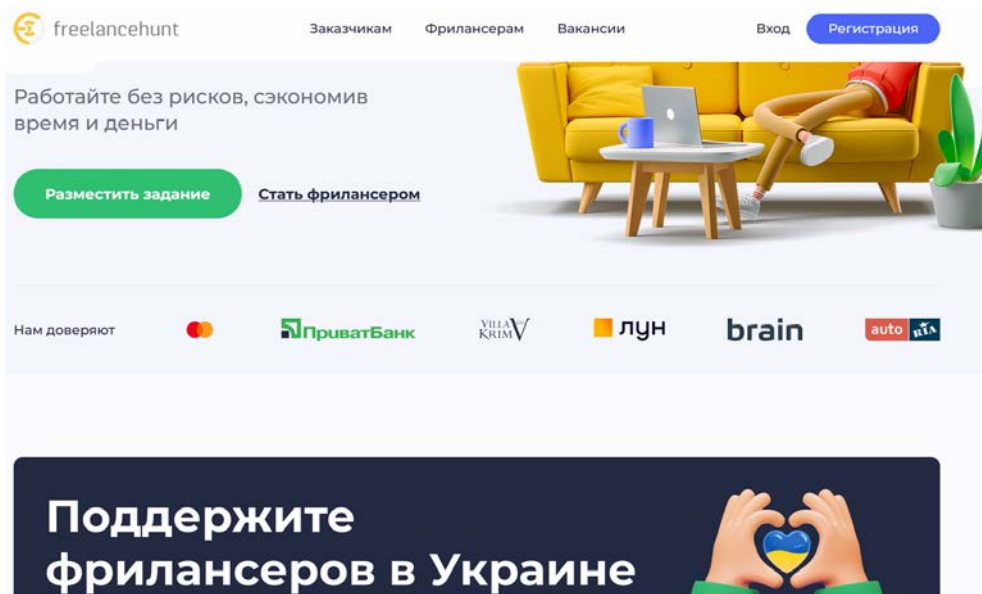 freelancehunt
Заказчикам
Фрилансерам
Вакансии
Вход
Регистрация
Работайте без рисков, сэкономив
время и деньги
Разместить задание
Стать фрилансером
Нам доверяют
ПриватБанк
VILLA
KRIM
ЛУН
brain
auto RIA
Поддержите
фрилансеров в Украине